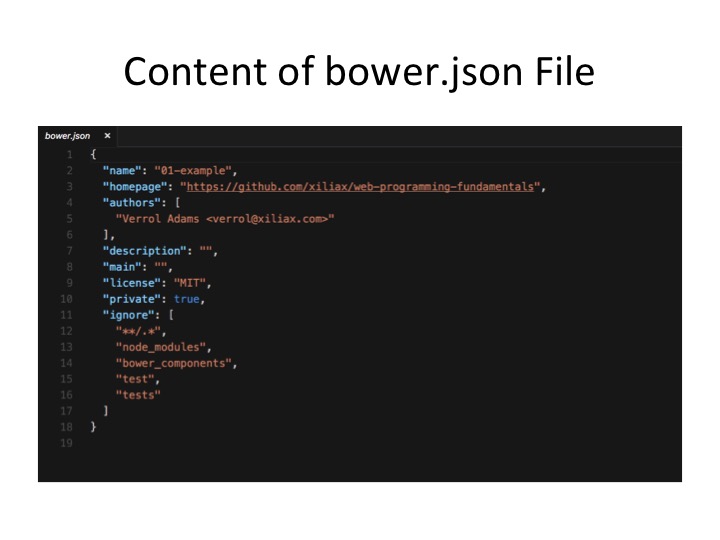 Content of bower.json File
bower.json ×
1 {
2 "name": "01-example",
3 "homepage": "https://github.com/xiliax/web-programming-fundamentals",
4 "authors": [
5 "Verrol Adams <verrol@xiliax.com>"
6 ],
7 "description": "",
8 "main": "",
9 "license": "MIT",
10 "private": true,
11 "ignore": [
12 "**/.*",
13 "node_modules",
14 "bower_components",
15 "test",
16 "tests"
17 ]
18 }
19